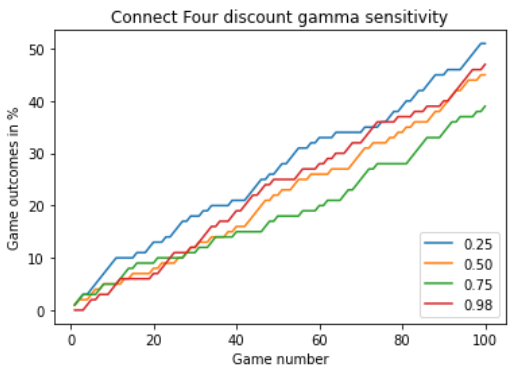 Connect Four discount gamma sensitivity
Game outcomes in %
50
40
30
20
10
0
0 20 40 60 80 100
Game number
0.25
0.50
0.75
0.98